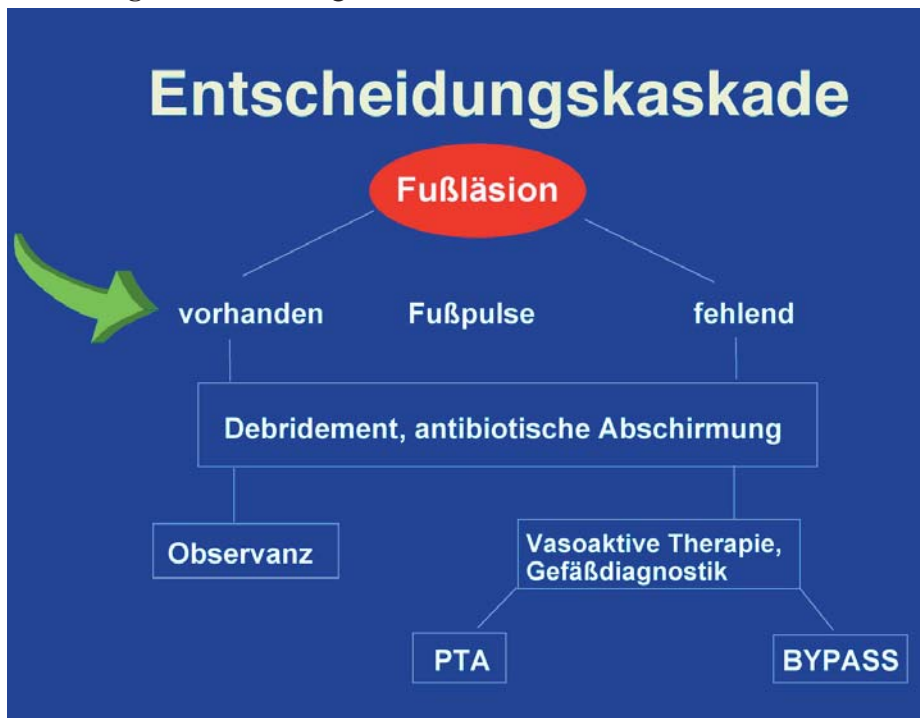 Entscheidungskaskade
Fußläsion
vorhanden Fußpulse fehlend
Debridement, antibiotische Abschirmung
Observanz
Vasoaktive Therapie,
Gefäßdiagnostik
PTA
BYPASS